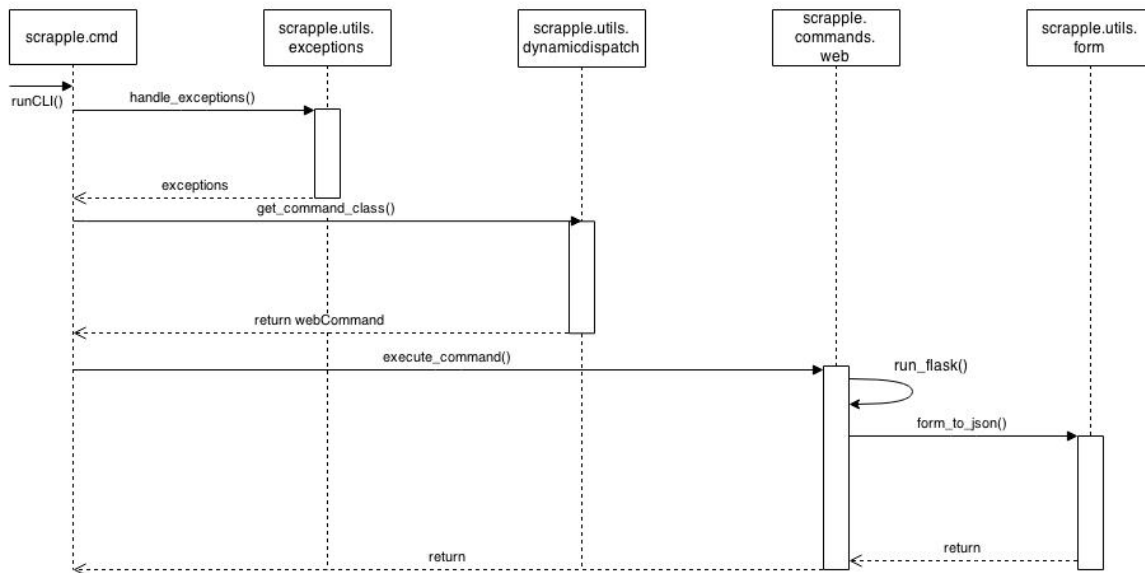 scrapple.cmd
scrapple.utils.
exceptions
scrapple.utils.
dynamicdispatch
scrapple.
commands.
web
scrapple.utils.
form
runCLI()
handle_exceptions()
exceptions
get_command_class()
return webCommand
execute_command()
run_flask()
form_to_json()
return
return